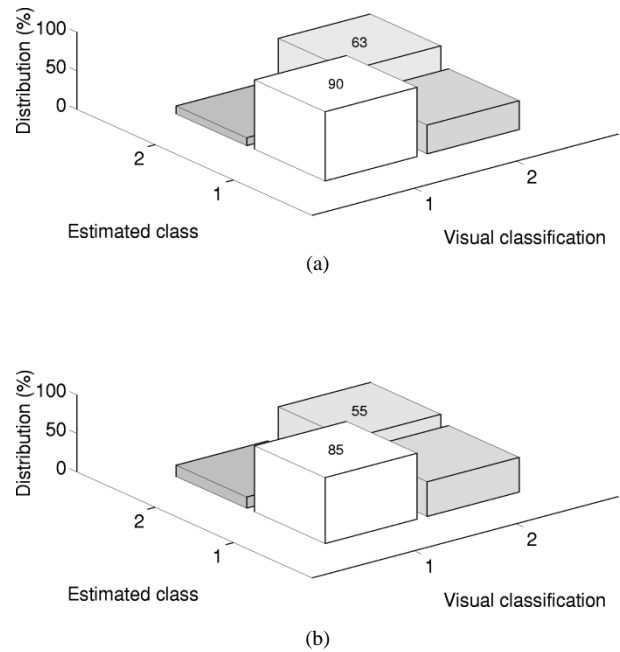 100
63
50
90
0
Distribution (%)
2
1
2
1
Estimated class
Visual classification
(a)
100
55
50
85
0
Distribution (%)
2
1
2
1
Estimated class
Visual classification
(b)